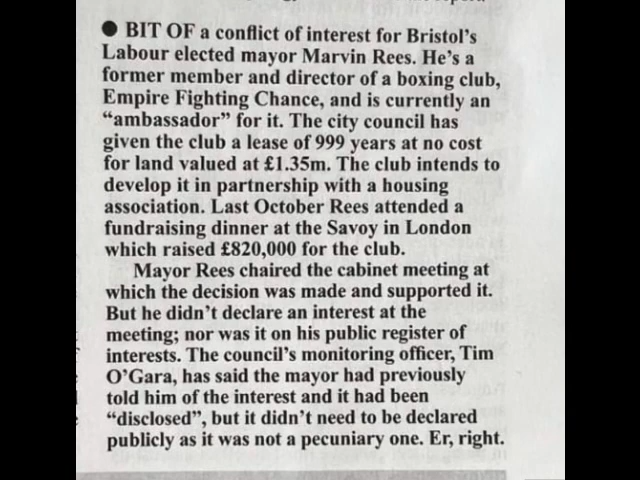 ● BIT OF a conflict of interest for Bristol's
Labour elected mayor Marvin Rees. He's a
former member and director of a boxing club,
Empire Fighting Chance, and is currently an
“ambassador” for it. The city council has
given the club a lease of 999 years at no cost
for land valued at £1.35m. The club intends to
develop it in partnership with a housing
association. Last October Rees attended a
fundraising dinner at the Savoy in London
which raised £820,000 for the club.
Mayor Rees chaired the cabinet meeting at
which the decision was made and supported it.
But he didn't declare an interest at the
meeting; nor was it on his public register of
interests. The council's monitoring officer, Tim
O'Gara, has said the mayor had previously
told him of the interest and it had been
“disclosed”, but it didn't need to be declared
publicly as it was not a pecuniary one. Er, right.